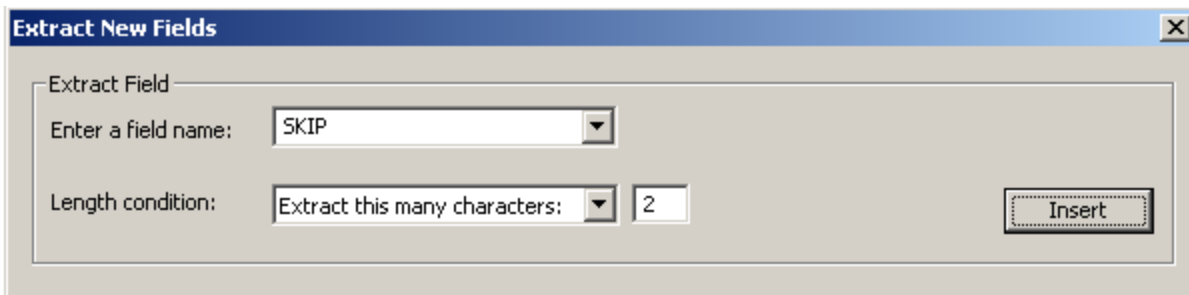 Extract New Fields
Extract Field
Enter a field name: SKIP
Length condition: Extract this many characters: 2
Insert